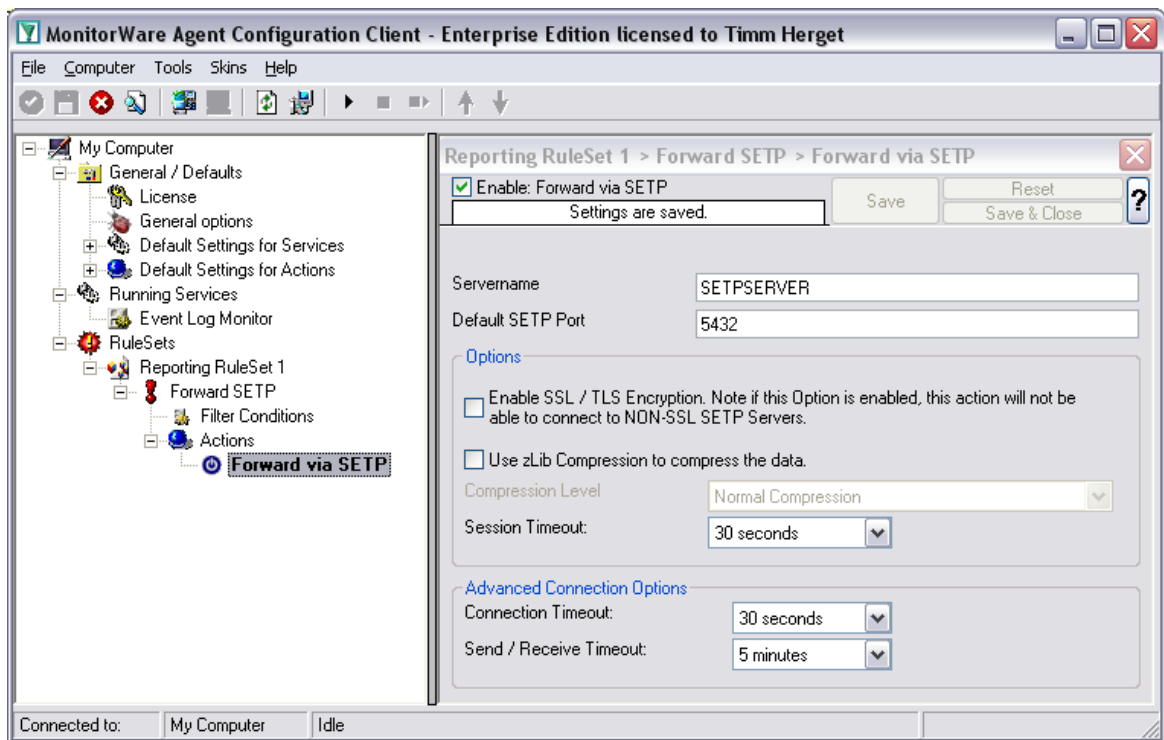 MonitorWare Agent Configuration Client - Enterprise Edition licensed to Timm Herget
File Computer Tools Skins Help
My Computer
General / Defaults
License
General options
Default Settings for Services
Default Settings for Actions
Running Services
Event Log Monitor
RuleSets
Reporting RuleSet 1
Forward SETP
Filter Conditions
Actions
Forward via SETP
Reporting RuleSet 1 > Forward SETP > Forward via SETP
Enable: Forward via SETP
Settings are saved.
Save
Reset
Save & Close
?
Servername
SETPSERVER
Default SETP Port
5432
Options
Enable SSL / TLS Encryption. Note if this Option is enabled, this action will not be
able to connect to NON-SSL SETP Servers.
Use zLib Compression to compress the data.
Compression Level
Normal Compression
Session Timeout:
30 seconds
Advanced Connection Options
Connection Timeout:
30 seconds
Send / Receive Timeout:
5 minutes
Connected to:
My Computer
Idle